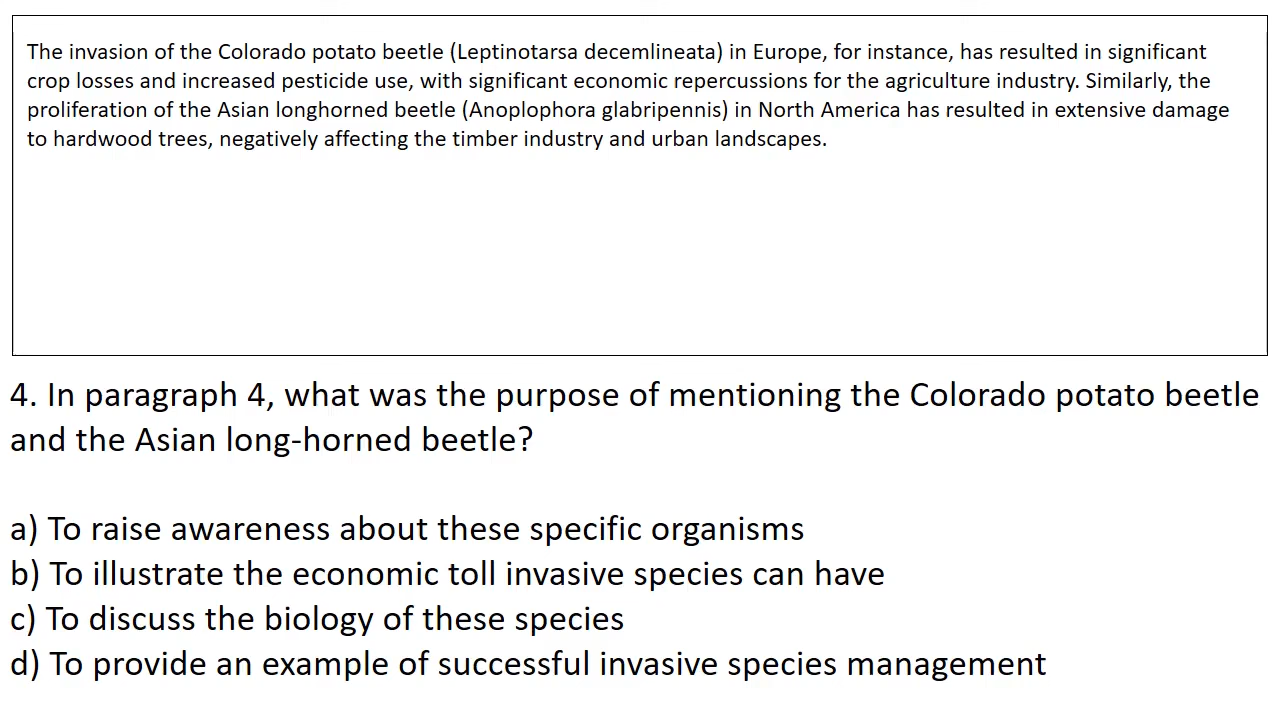 The invasion of the Colorado potato beetle (Leptinotarsa decemlineata) in Europe, for instance, has resulted in significant
crop losses and increased pesticide use, with significant economic repercussions for the agriculture industry. Similarly, the
proliferation of the Asian longhorned beetle (Anoplophora glabripennis) in North America has resulted in extensive damage
to hardwood trees, negatively affecting the timber industry and urban landscapes.
4. In paragraph 4, what was the purpose of mentioning the Colorado potato beetle
and the Asian long-horned beetle?
a) To raise awareness about these specific organisms
b) To illustrate the economic toll invasive species can have
c) To discuss the biology of these species
d) To provide an example of successful invasive species management